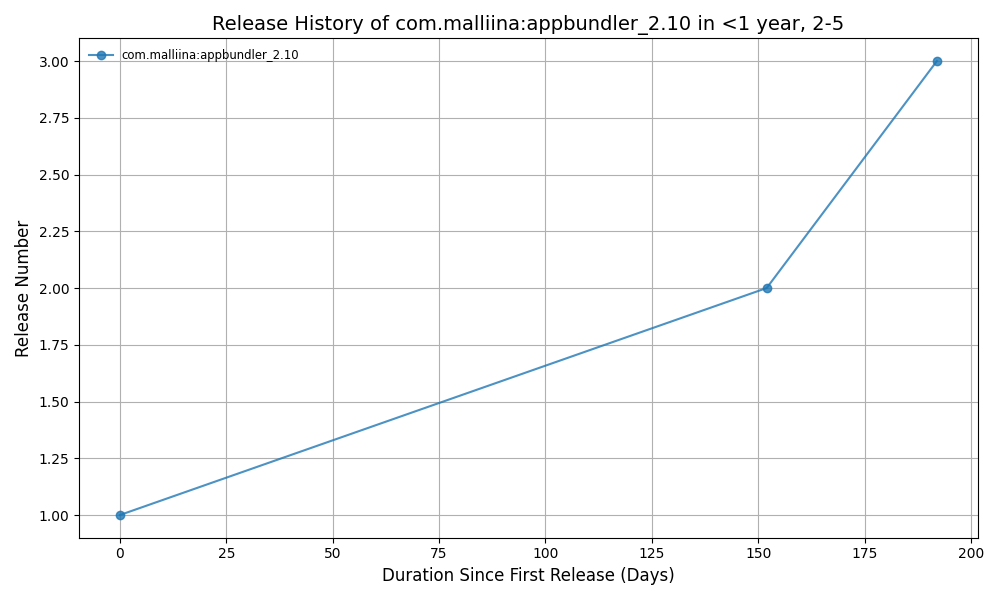 Release History of com.malliina:appbundler_2.10 in <1 year, 2-5
com.malliina:appbundler_2.10
3.00
2.75
2.50
2.25
2.00
1.75
1.50
1.25
1.00
Release Number
0 25 50 75 100 125 150 175 200
Duration Since First Release (Days)